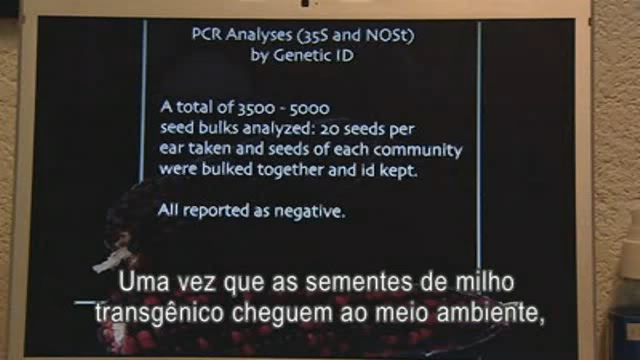 PCR Analyses (35S and NOSt)
by Genetic ID
A total of 3500 - 5000
seed bulks analyzed: 20 seeds per
ear taken and seeds of each community
were bulked together and id kept.
All reported as negative.
Uma vez que as sementes de milho
transgênico cheguem ao meio ambiente,